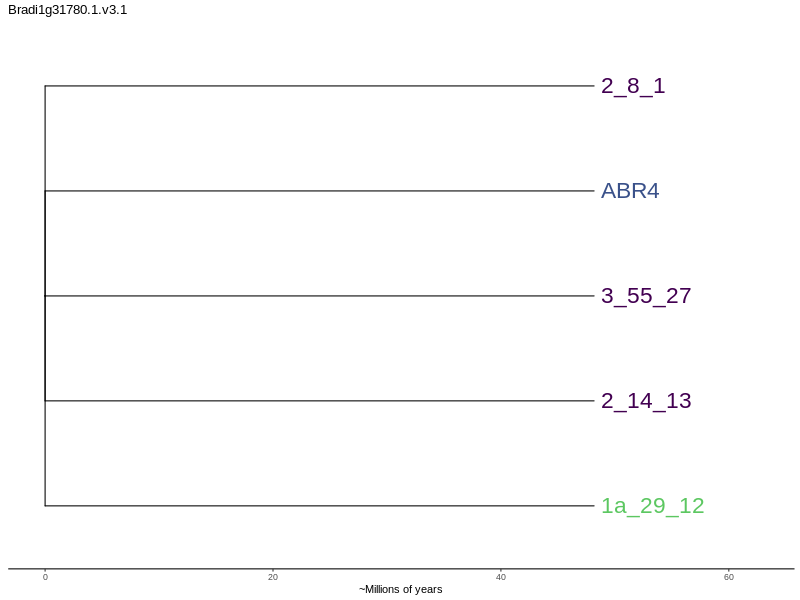 Bradi1g31780.1.v3.1
2_8_1
ABR4
3_55_27
2_14_13
1a_29_12
0 20 40 60
~Millions of years